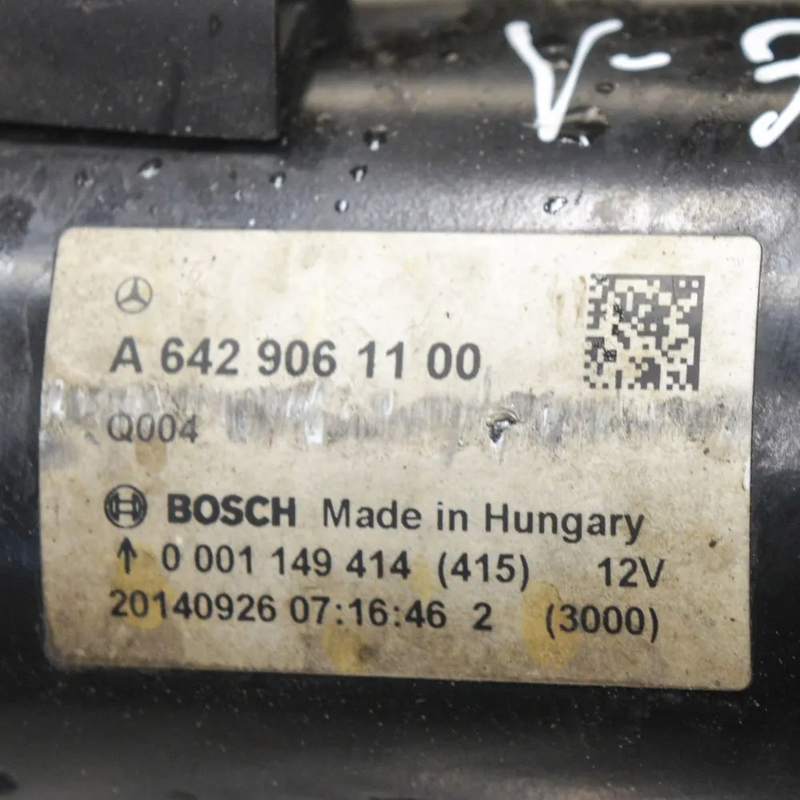 V-
A 642 906 11 00
Q004
BOSCH Made in Hungary
↑ 0 001 149 414 (415) 12V
20140926 07:16:46 2 (3000)